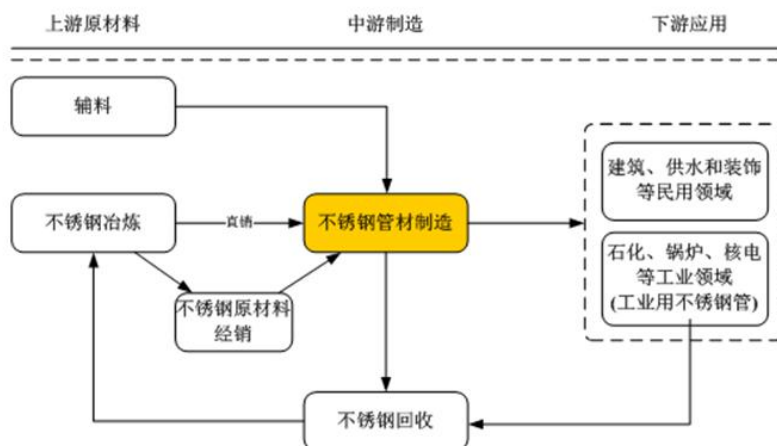 上游原材料
中游制造
下游应用
辅料
建筑、供水和装饰
等民用领域
不锈钢冶炼
直销
不锈钢管材制造
石化、锅炉、核电
等工业领域
(工业用不锈钢管)
不锈钢原材料
经销
不锈钢回收